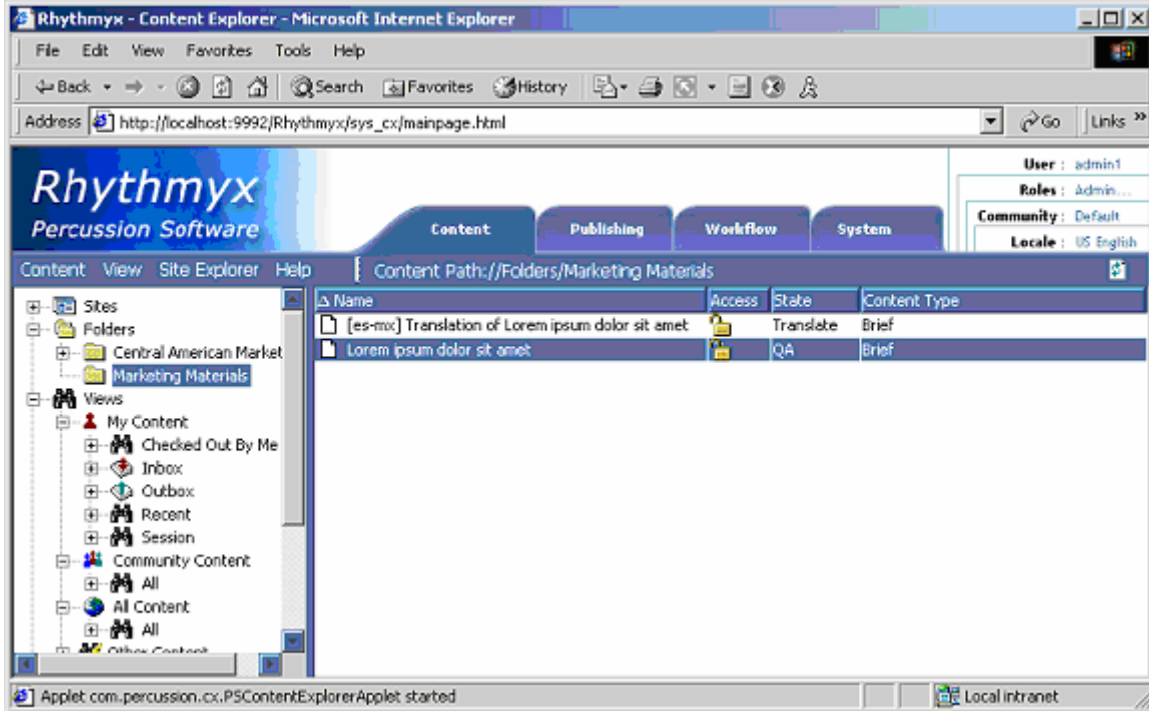 Rhythmyx - Content Explorer - Microsoft Internet Explorer
File Edit View Favorites Tools Help
Back Search Favorites History
Address http://localhost:9992/Rhythmyx/sys_cx/mainpage.html Go Links »
Rhythmyx
Percussion Software
Content Publishing Workflow System
User : admin1
Roles : Admin...
Community : Default
Locale : US English
Content View Site Explorer Help Content Path://Folders/Marketing Materials
Name Access State Content Type
[es-mx] Translation of Lorem ipsum dolor sit amet Translate Brief
Lorem ipsum dolor sit amet QA Brief
Sites
Folders
Central American Market
Marketing Materials
Views
My Content
Checked Out By Me
Inbox
Outbox
Recent
Session
Community Content
All
All Content
All
Other Content
Applet com.percussion.cx.PSContentExplorerApplet started Local intranet